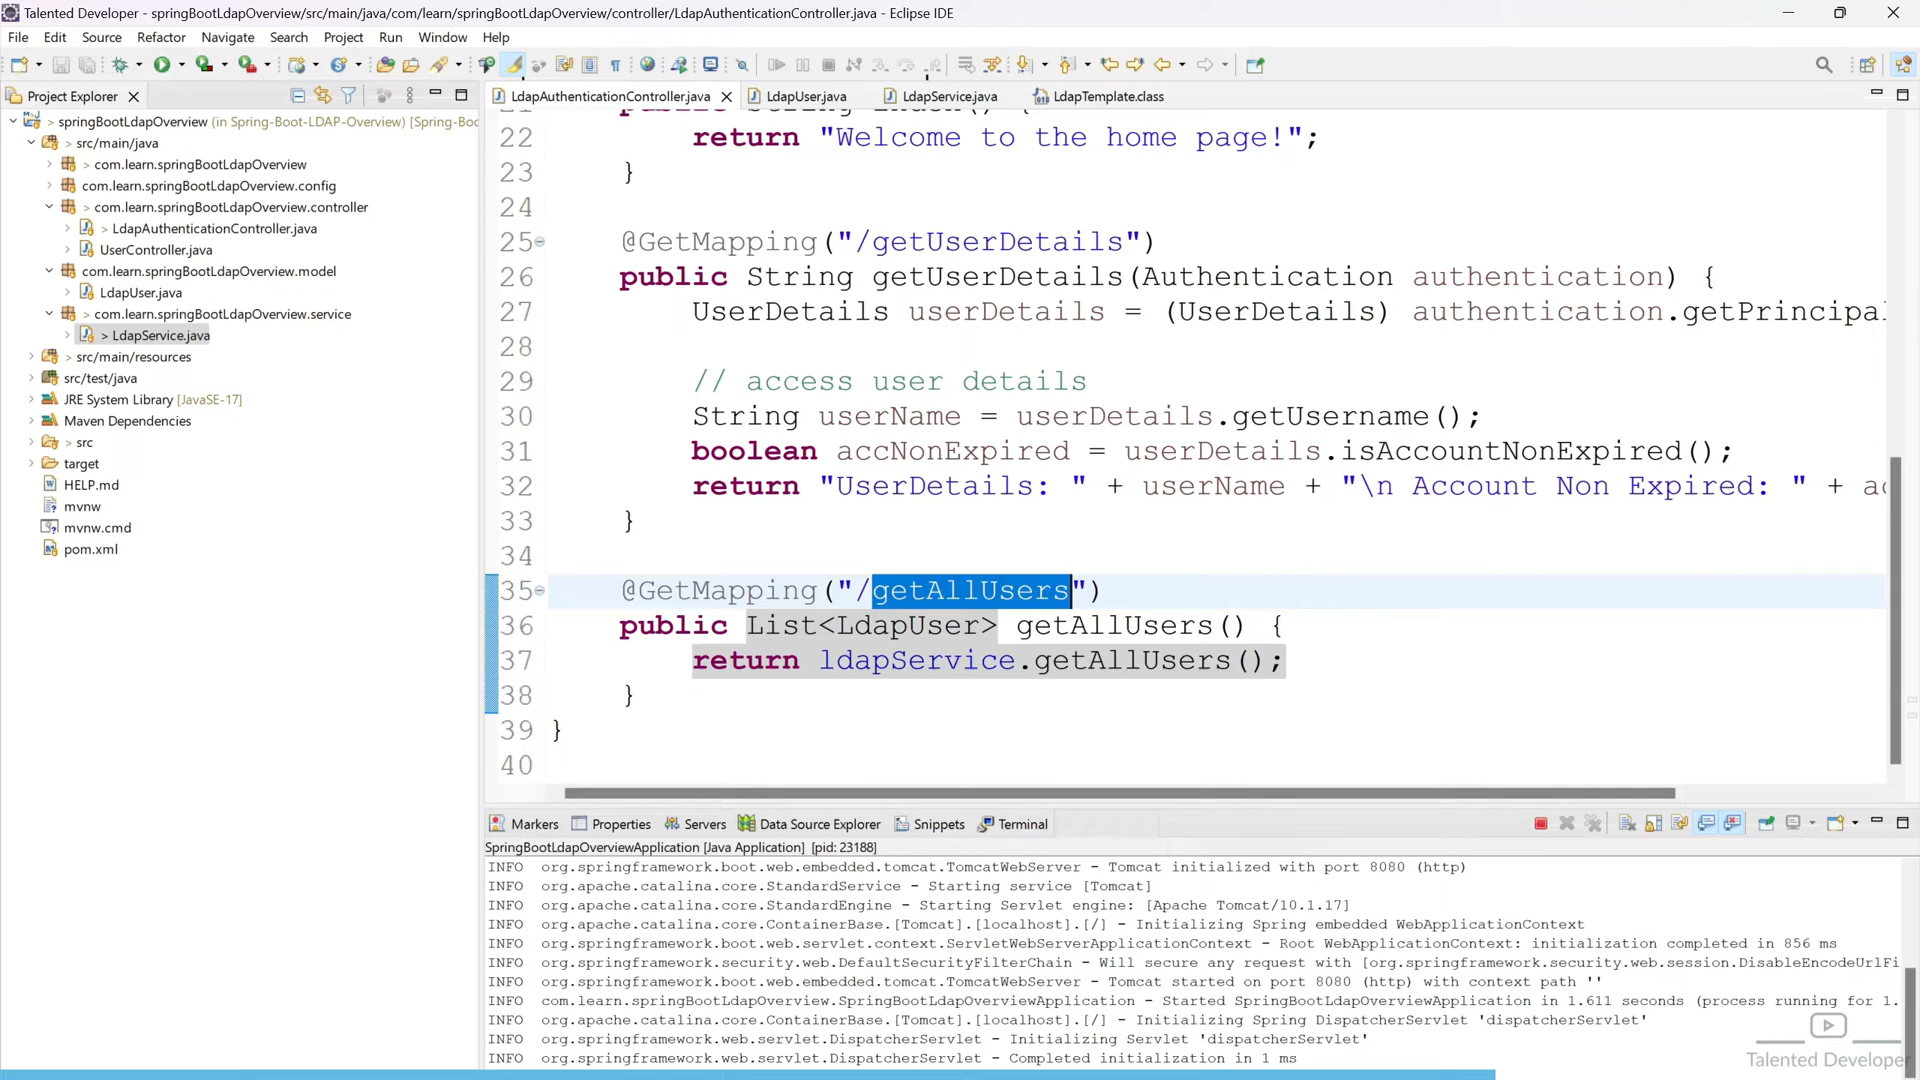 Talented Developer - springBootLdapOverview/src/main/java/com/learn/springBootLdapOverview/controller/LdapAuthenticationController.java - Eclipse IDE
File Edit Source Refactor Navigate Search Project Run Window Help
Project Explorer
LdapAuthenticationController.java LdapUser.java LdapService.java LdapTemplate.class
> springBootLdapOverview (in Spring-Boot-LDAP-Overview) [Spring-Boo
> src/main/java
> com.learn.springBootLdapOverview
com.learn.springBootLdapOverview.config
> com.learn.springBootLdapOverview.controller
> LdapAuthenticationController.java
UserController.java
com.learn.springBootLdapOverview.model
LdapUser.java
> com.learn.springBootLdapOverview.service
> LdapService.java
> src/main/resources
src/test/java
JRE System Library [JavaSE-17]
Maven Dependencies
> src
target
HELP.md
mvnw
mvnw.cmd
pom.xml
22 return "Welcome to the home page!";
23 }
24
25 @GetMapping("/getUserDetails")
26 public String getUserDetails(Authentication authentication) {
27 UserDetails userDetails = (UserDetails) authentication.getPrincipal
28
29 // access user details
30 String userName = userDetails.getUsername();
31 boolean accNonExpired = userDetails.isAccountNonExpired();
32 return "UserDetails: " + userName + "\n Account Non Expired: " + ac
33 }
34
35 @GetMapping("/getAllUsers")
36 public List<LdapUser> getAllUsers() {
37 return ldapService.getAllUsers();
38 }
39 }
40
Markers Properties Servers Data Source Explorer Snippets Terminal
SpringBootLdapOverviewApplication [Java Application] [pid: 23188]
INFO org.springframework.boot.web.embedded.tomcat.TomcatWebServer - Tomcat initialized with port 8080 (http)
INFO org.apache.catalina.core.StandardService - Starting service [Tomcat]
INFO org.apache.catalina.core.StandardEngine - Starting Servlet engine: [Apache Tomcat/10.1.17]
INFO org.apache.catalina.core.ContainerBase.[Tomcat].[localhost].[/] - Initializing Spring embedded WebApplicationContext
INFO org.springframework.boot.web.servlet.context.ServletWebServerApplicationContext - Root WebApplicationContext: initialization completed in 856 ms
INFO org.springframework.security.web.DefaultSecurityFilterChain - Will secure any request with [org.springframework.security.web.session.DisableEncodeUrlFi
INFO org.springframework.boot.web.embedded.tomcat.TomcatWebServer - Tomcat started on port 8080 (http) with context path ''
INFO com.learn.springBootLdapOverview.SpringBootLdapOverviewApplication - Started SpringBootLdapOverviewApplication in 1.611 seconds (process running for 1.
INFO org.apache.catalina.core.ContainerBase.[Tomcat].[localhost].[/] - Initializing Spring DispatcherServlet 'dispatcherServlet'
INFO org.springframework.web.servlet.DispatcherServlet - Initializing Servlet 'dispatcherServlet'
INFO org.springframework.web.servlet.DispatcherServlet - Completed initialization in 1 ms
Talented Developer